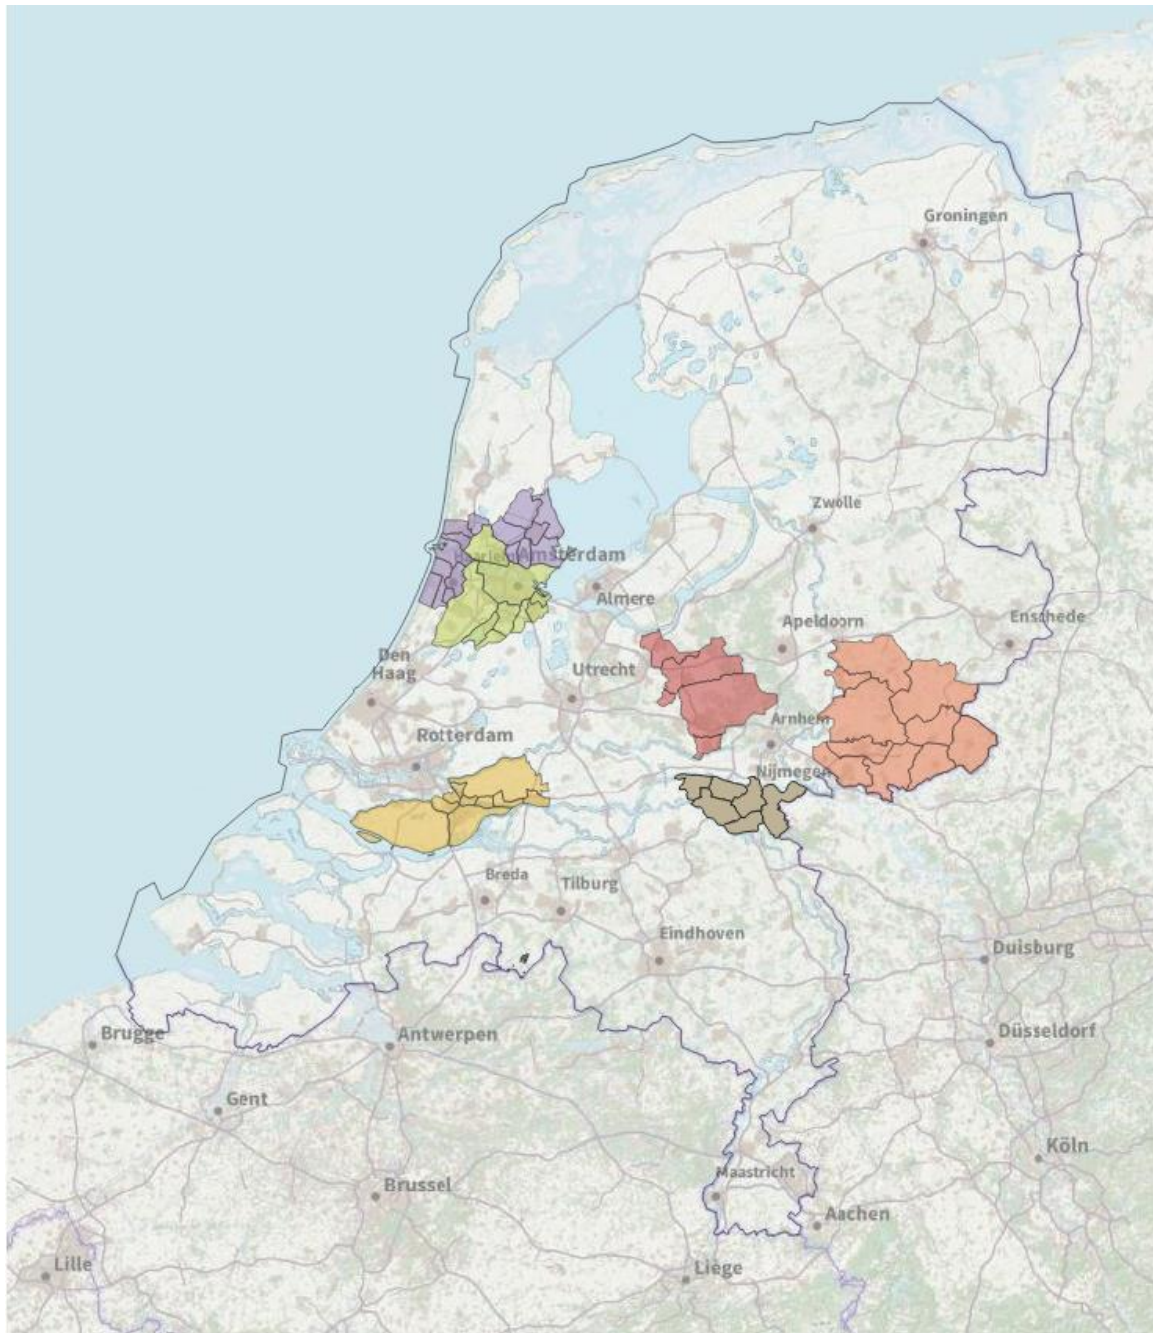 Groningen
Zwolle
Haarlem
Amsterdam
Almere
Apeldoorn
Enschede
Den
Haag
Utrecht
Arnhem
Rotterdam
Nijmegen
Breda
Tilburg
Eindhoven
Duisburg
Brugge
Antwerpen
Düsseldorf
Gent
Köln
Maastricht
Brussel
Aachen
Lille
Liège